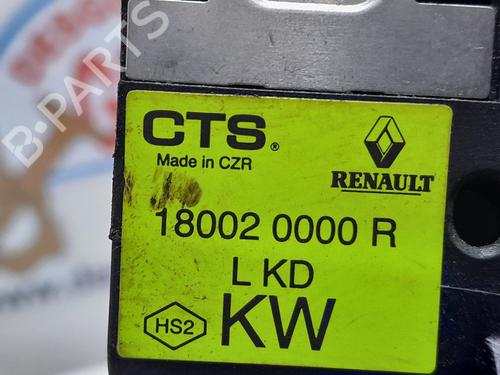 B-PARTS
CTS®
Made in CZR
RENAULT
18002 0000 R
L KD
HS2
KW